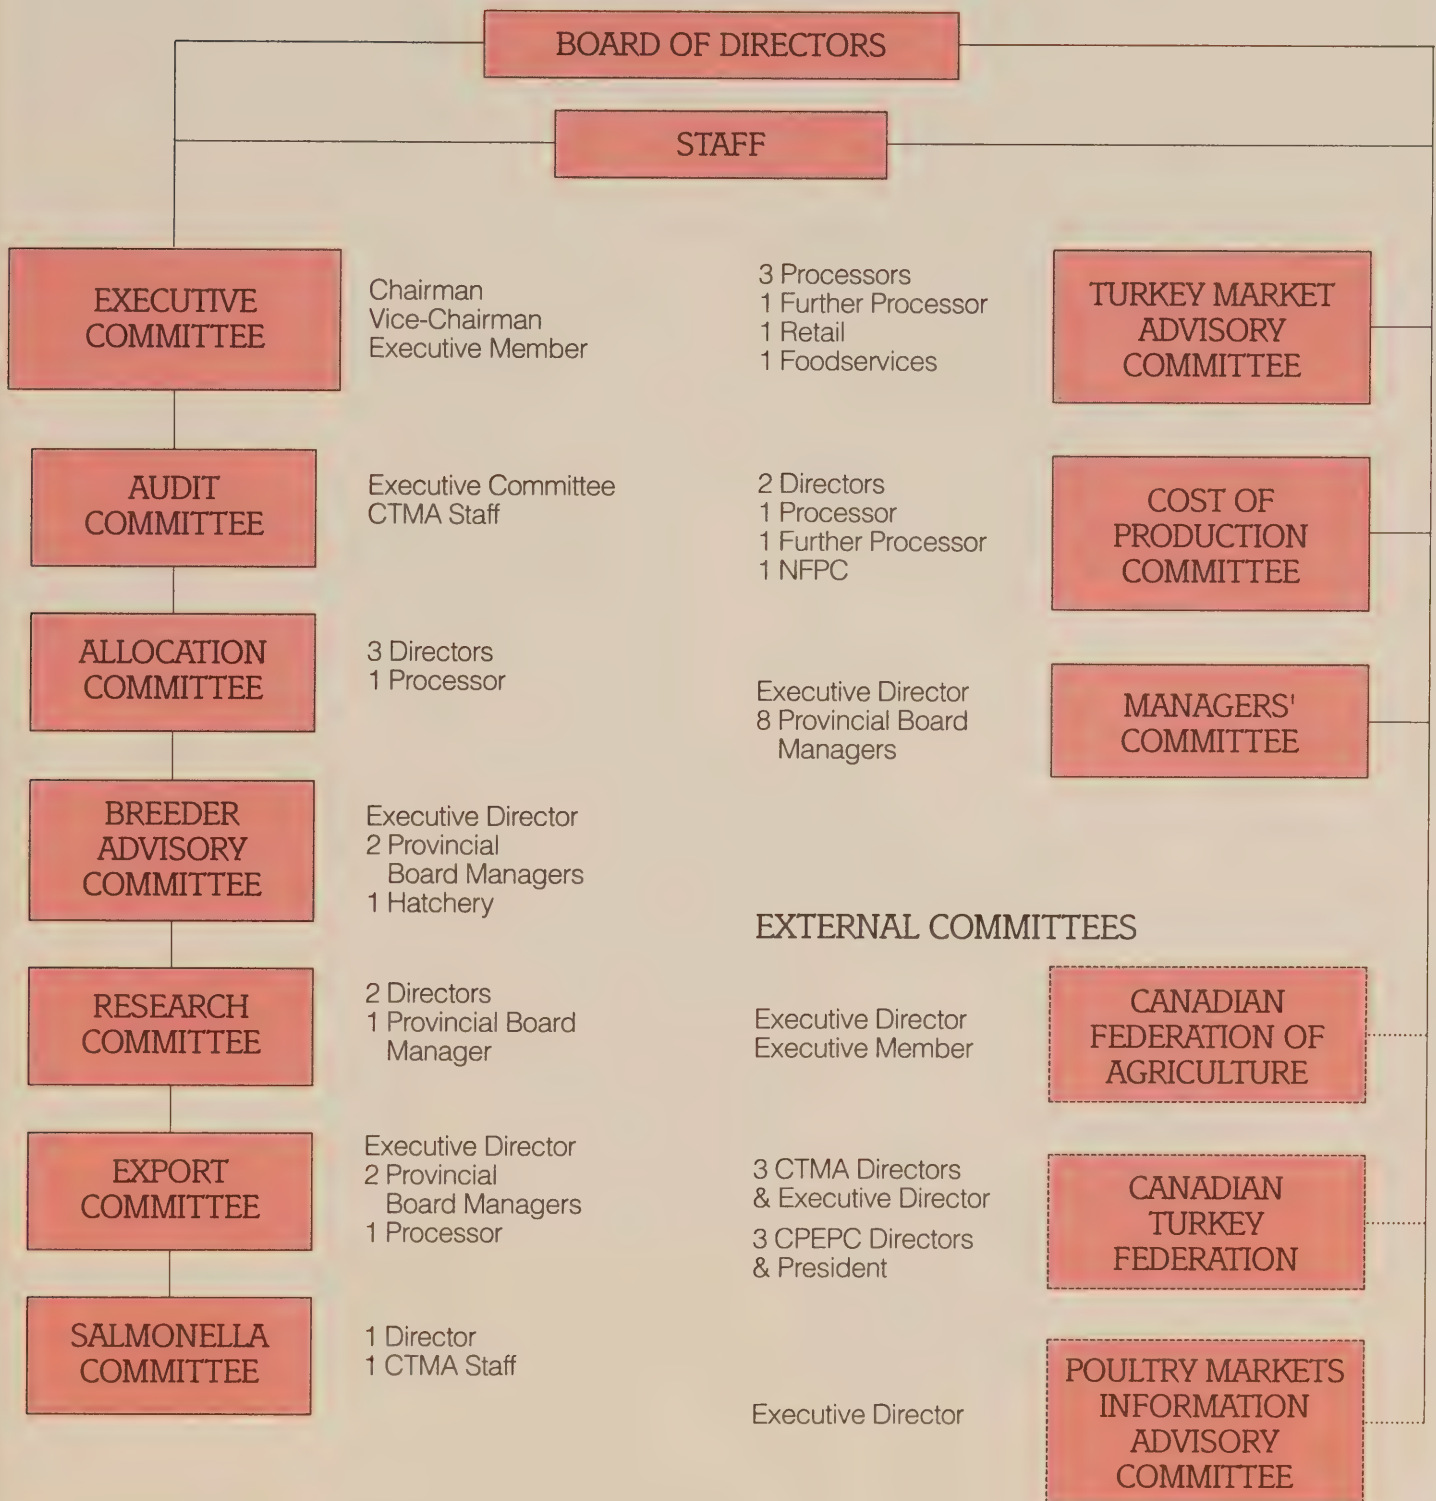 BOARD OF DIRECTORS
STAFF
EXECUTIVE
COMMITTEE
Chairman
Vice-Chairman
Executive Member
AUDIT
COMMITTEE
Executive Committee
CTMA Staff
ALLOCATION
COMMITTEE
3 Directors
1 Processor
BREEDER
ADVISORY
COMMITTEE
Executive Director
2 Provincial
Board Managers
1 Hatchery
RESEARCH
COMMITTEE
2 Directors
1 Provincial Board
Manager
EXPORT
COMMITTEE
Executive Director
2 Provincial
Board Managers
1 Processor
SALMONELLA
COMMITTEE
1 Director
1 CTMA Staff
3 Processors
1 Further Processor
1 Retail
1 Foodservices
TURKEY MARKET
ADVISORY
COMMITTEE
2 Directors
1 Processor
1 Further Processor
1 NFPC
COST OF
PRODUCTION
COMMITTEE
Executive Director
8 Provincial Board
Managers
MANAGERS'
COMMITTEE
EXTERNAL COMMITTEES
Executive Director
Executive Member
CANADIAN
FEDERATION OF
AGRICULTURE
3 CTMA Directors
& Executive Director
3 CPEPC Directors
& President
CANADIAN
TURKEY
FEDERATION
Executive Director
POULTRY MARKETS
INFORMATION
ADVISORY
COMMITTEE